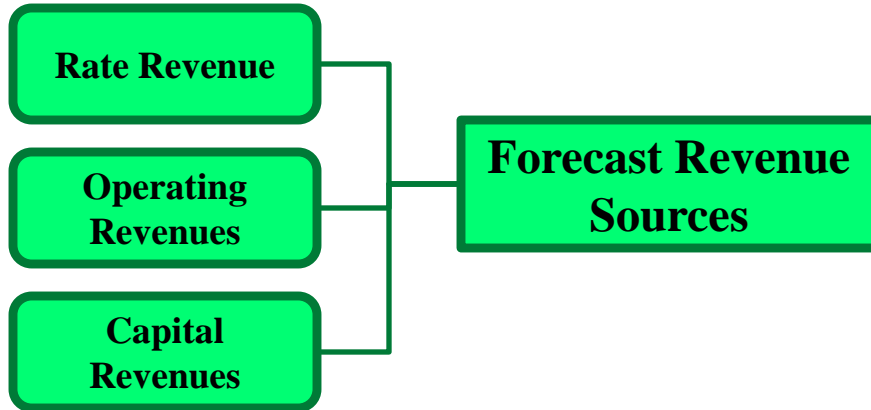 Rate Revenue
Operating
Revenues
Capital
Revenues
Forecast Revenue
Sources